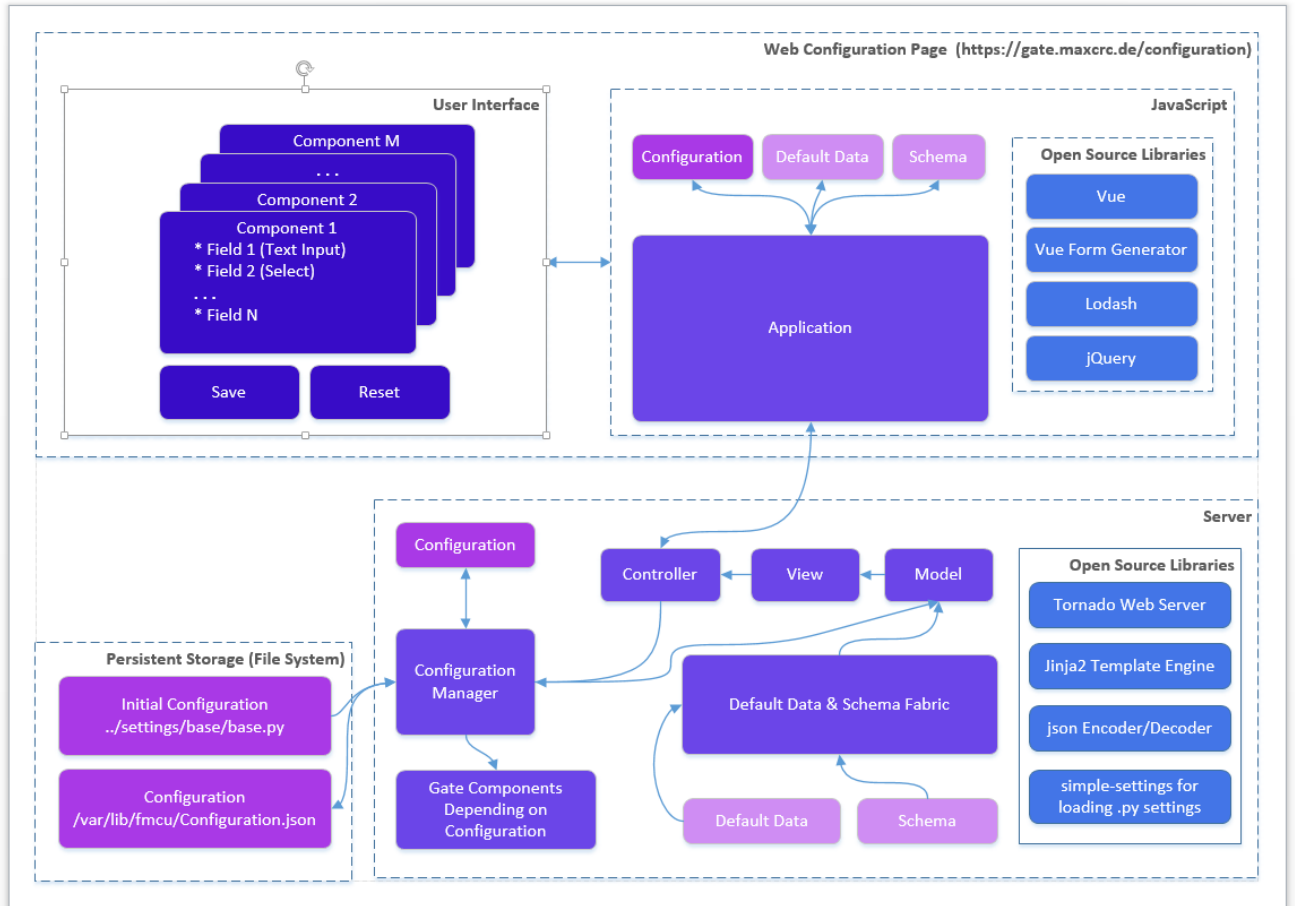 Web Configuration Page (https://gate.maxcrc.de/configuration)
User Interface
Component M
. . .
Component 2
Component 1
* Field 1 (Text Input)
* Field 2 (Select)
. . .
* Field N
Save
Reset
JavaScript
Configuration
Default Data
Schema
Application
Open Source Libraries
Vue
Vue Form Generator
Lodash
jQuery
Server
Configuration
Controller
View
Model
Configuration
Manager
Default Data & Schema Fabric
Gate Components
Depending on
Configuration
Default Data
Schema
Open Source Libraries
Tornado Web Server
Jinja2 Template Engine
json Encoder/Decoder
simple-settings for
loading .py settings
Persistent Storage (File System)
Initial Configuration
../settings/base/base.py
Configuration
/var/lib/fmcu/Configuration.json